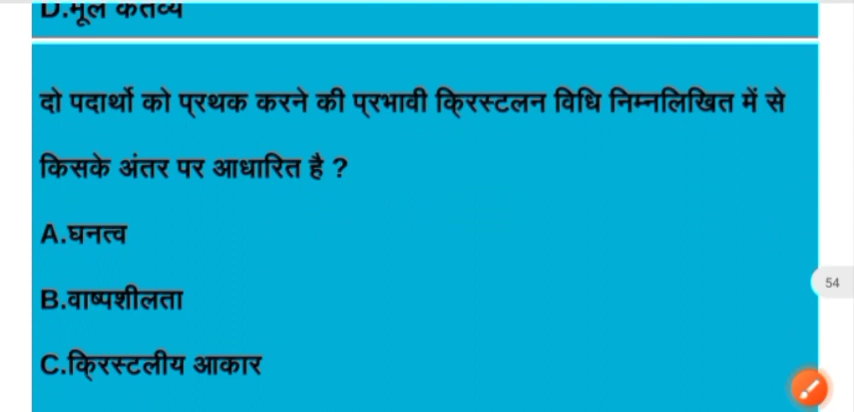 D.मूल कर्तव्य
दो पदार्थो को प्रथक करने की प्रभावी क्रिस्टलन विधि निम्नलिखित में से
किसके अंतर पर आधारित है ?
A.घनत्व
B.वाष्पशीलता
54
C.क्रिस्टलीय आकार